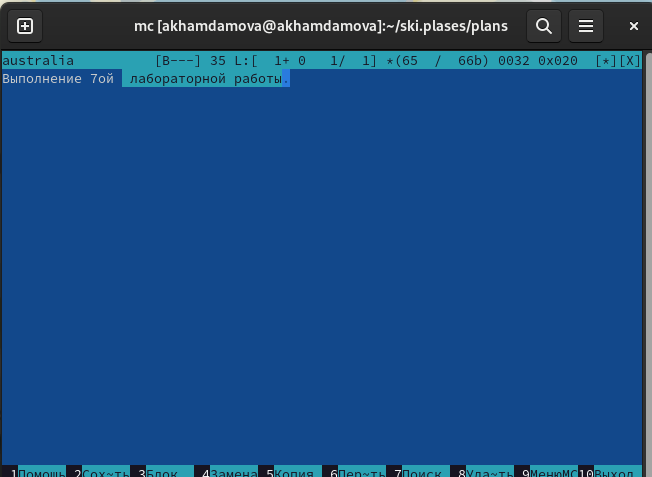 mc [akhamdamova@akhamdamova]:~/ski.plases/plans
australia [B---] 35 L:[ 1+ 0 1/ 1] *(65 / 66b) 0032 0x020 [*][X]
Выполнение 7ой лабораторной работы.
1Помощь 2Сох~ть 3Блок 4Замена 5Копия 6Пер~ть 7Поиск 8Уда~ть 9МенюMC 10Выход